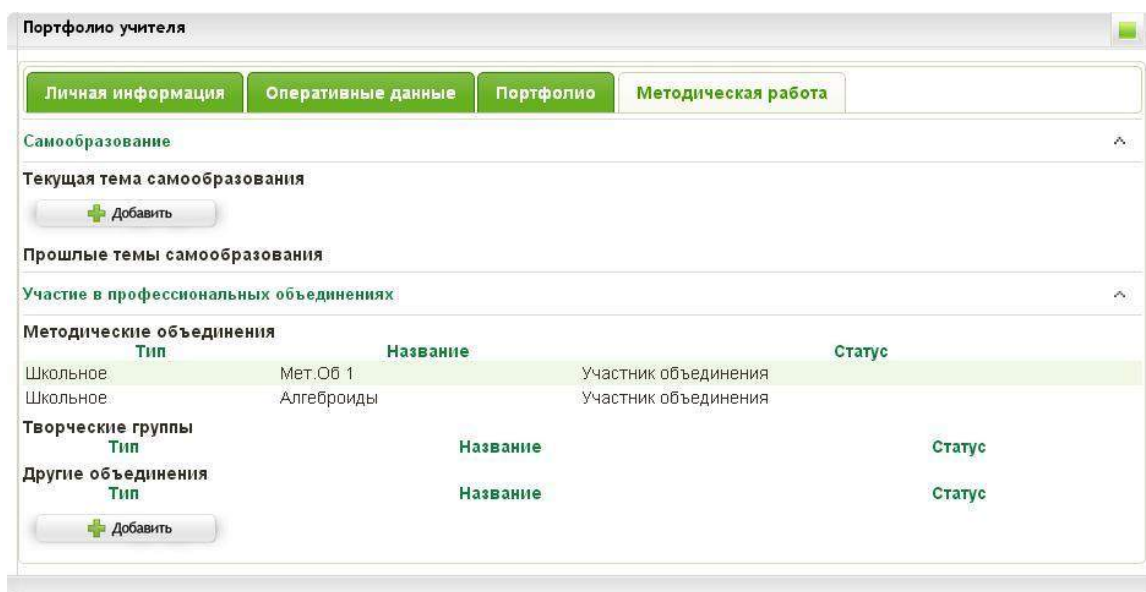 Портфолио учителя
Личная информация Оперативные данные Портфолио Методическая работа
Самообразование
Текущая тема самообразования
Добавить
Прошлые темы самообразования
Участие в профессиональных объединениях
Методические объединения
Тип Название Статус
Школьное Мет.Об 1 Участник объединения
Школьное Алгеброиды Участник объединения
Творческие группы
Тип Название Статус
Другие объединения
Тип Название Статус
Добавить